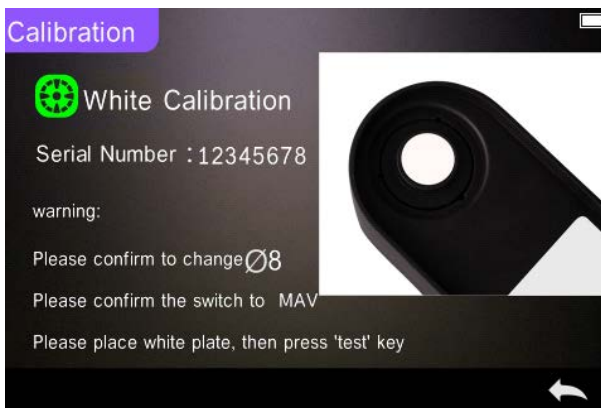 Calibration
White Calibration
Serial Number :12345678
warning:
Please confirm to change∅8
Please confirm the switch to MAV
Please place white plate, then press 'test' key